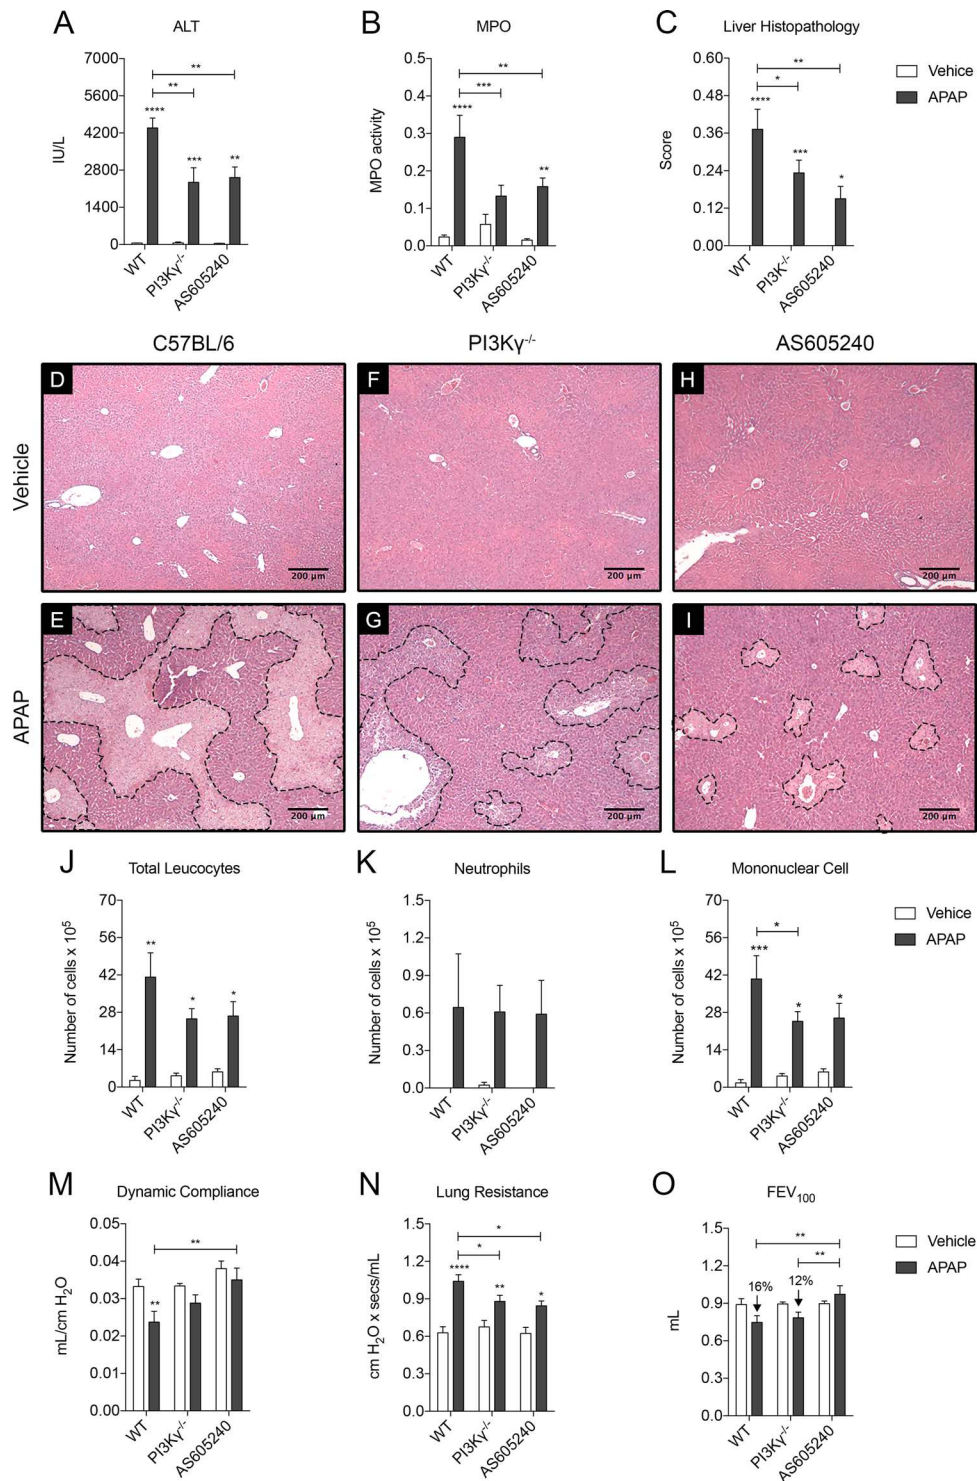 A
ALT
7000
5600
4200
2800
1400
0
IU/L
**
**
****
***
**
WT
PI3Kγ-/-
AS605240
B
MPO
0.5
0.4
0.3
0.2
0.1
0.0
MPO activity
**
***
****
**
WT
PI3Kγ-/-
AS605240
C
Liver Histopathology
0.60
0.48
0.36
0.24
0.12
0.00
Score
**
*
****
***
*
WT
PI3K-/-
AS605240
Vehice
APAP
C57BL/6
PI3Kγ-/-
AS605240
Vehicle
D
200 µm
F
200 µm
H
200 µm
APAP
E
200 µm
G
200 µm
I
200 µm
J
Total Leucocytes
70
56
42
28
14
0
Number of cells x 10⁵
**
*
*
WT
PI3Kγ-/-
AS605240
K
Neutrophils
1.5
1.2
0.9
0.6
0.3
0.0
Number of cells x 10⁵
WT
PI3Kγ-/-
AS605240
L
Mononuclear Cell
70
56
42
28
14
0
Number of cells x 10⁵
*
***
*
*
WT
PI3Kγ-/-
AS605240
Vehice
APAP
M
Dynamic Compliance
0.05
0.04
0.03
0.02
0.01
0.00
mL/cm H₂O
**
**
WT
PI3Kγ-/-
AS605240
N
Lung Resistance
1.5
1.2
0.9
0.6
0.3
0.0
cm H₂O x secs/mL
*
*
****
**
*
WT
PI3Kγ-/-
AS605240
O
FEV₁₀₀
1.5
1.2
0.9
0.6
0.3
0.0
mL
**
**
16%
12%
WT
PI3Kγ-/-
AS605240
Vehicle
APAP